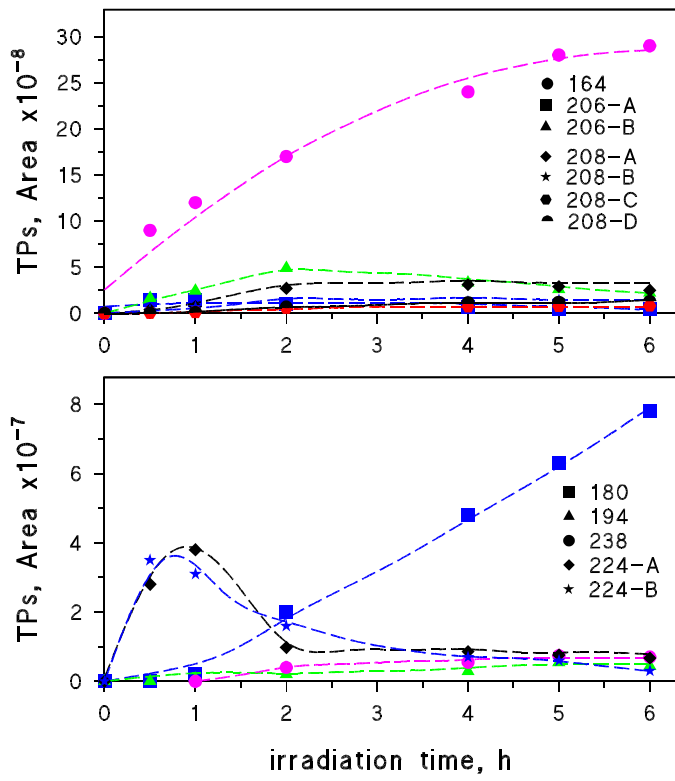 TPs, Area x10⁻⁸
30
25
20
15
10
5
0
164
206-A
206-B
208-A
208-B
208-C
208-D
0 1 2 3 4 5 6
TPs, Area x10⁻⁷
8
6
4
2
0
180
194
238
224-A
224-B
0 1 2 3 4 5 6
irradiation time, h